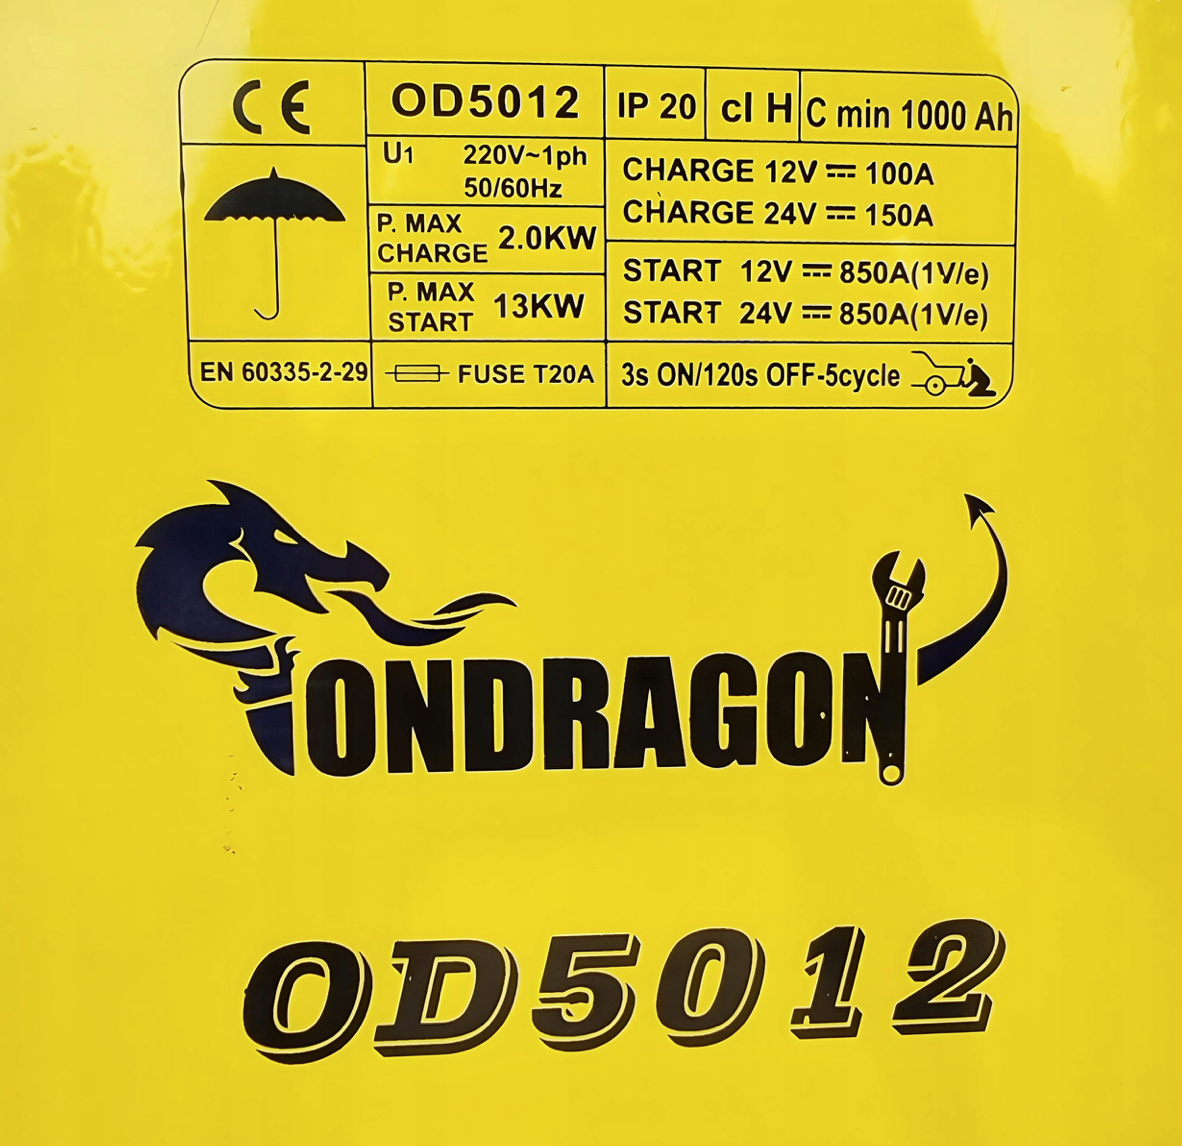 CE
OD5012
IP 20
cl H
C min 1000 Ah
U1 220V~1ph
50/60Hz
CHARGE 12V ⎓ 100A
CHARGE 24V ⎓ 150A
P. MAX
CHARGE 2.0KW
START 12V ⎓ 850A(1V/e)
START 24V ⎓ 850A(1V/e)
P. MAX
START 13KW
EN 60335-2-29
FUSE T20A
3s ON/120s OFF-5cycle
ONDRAGON
OD5012